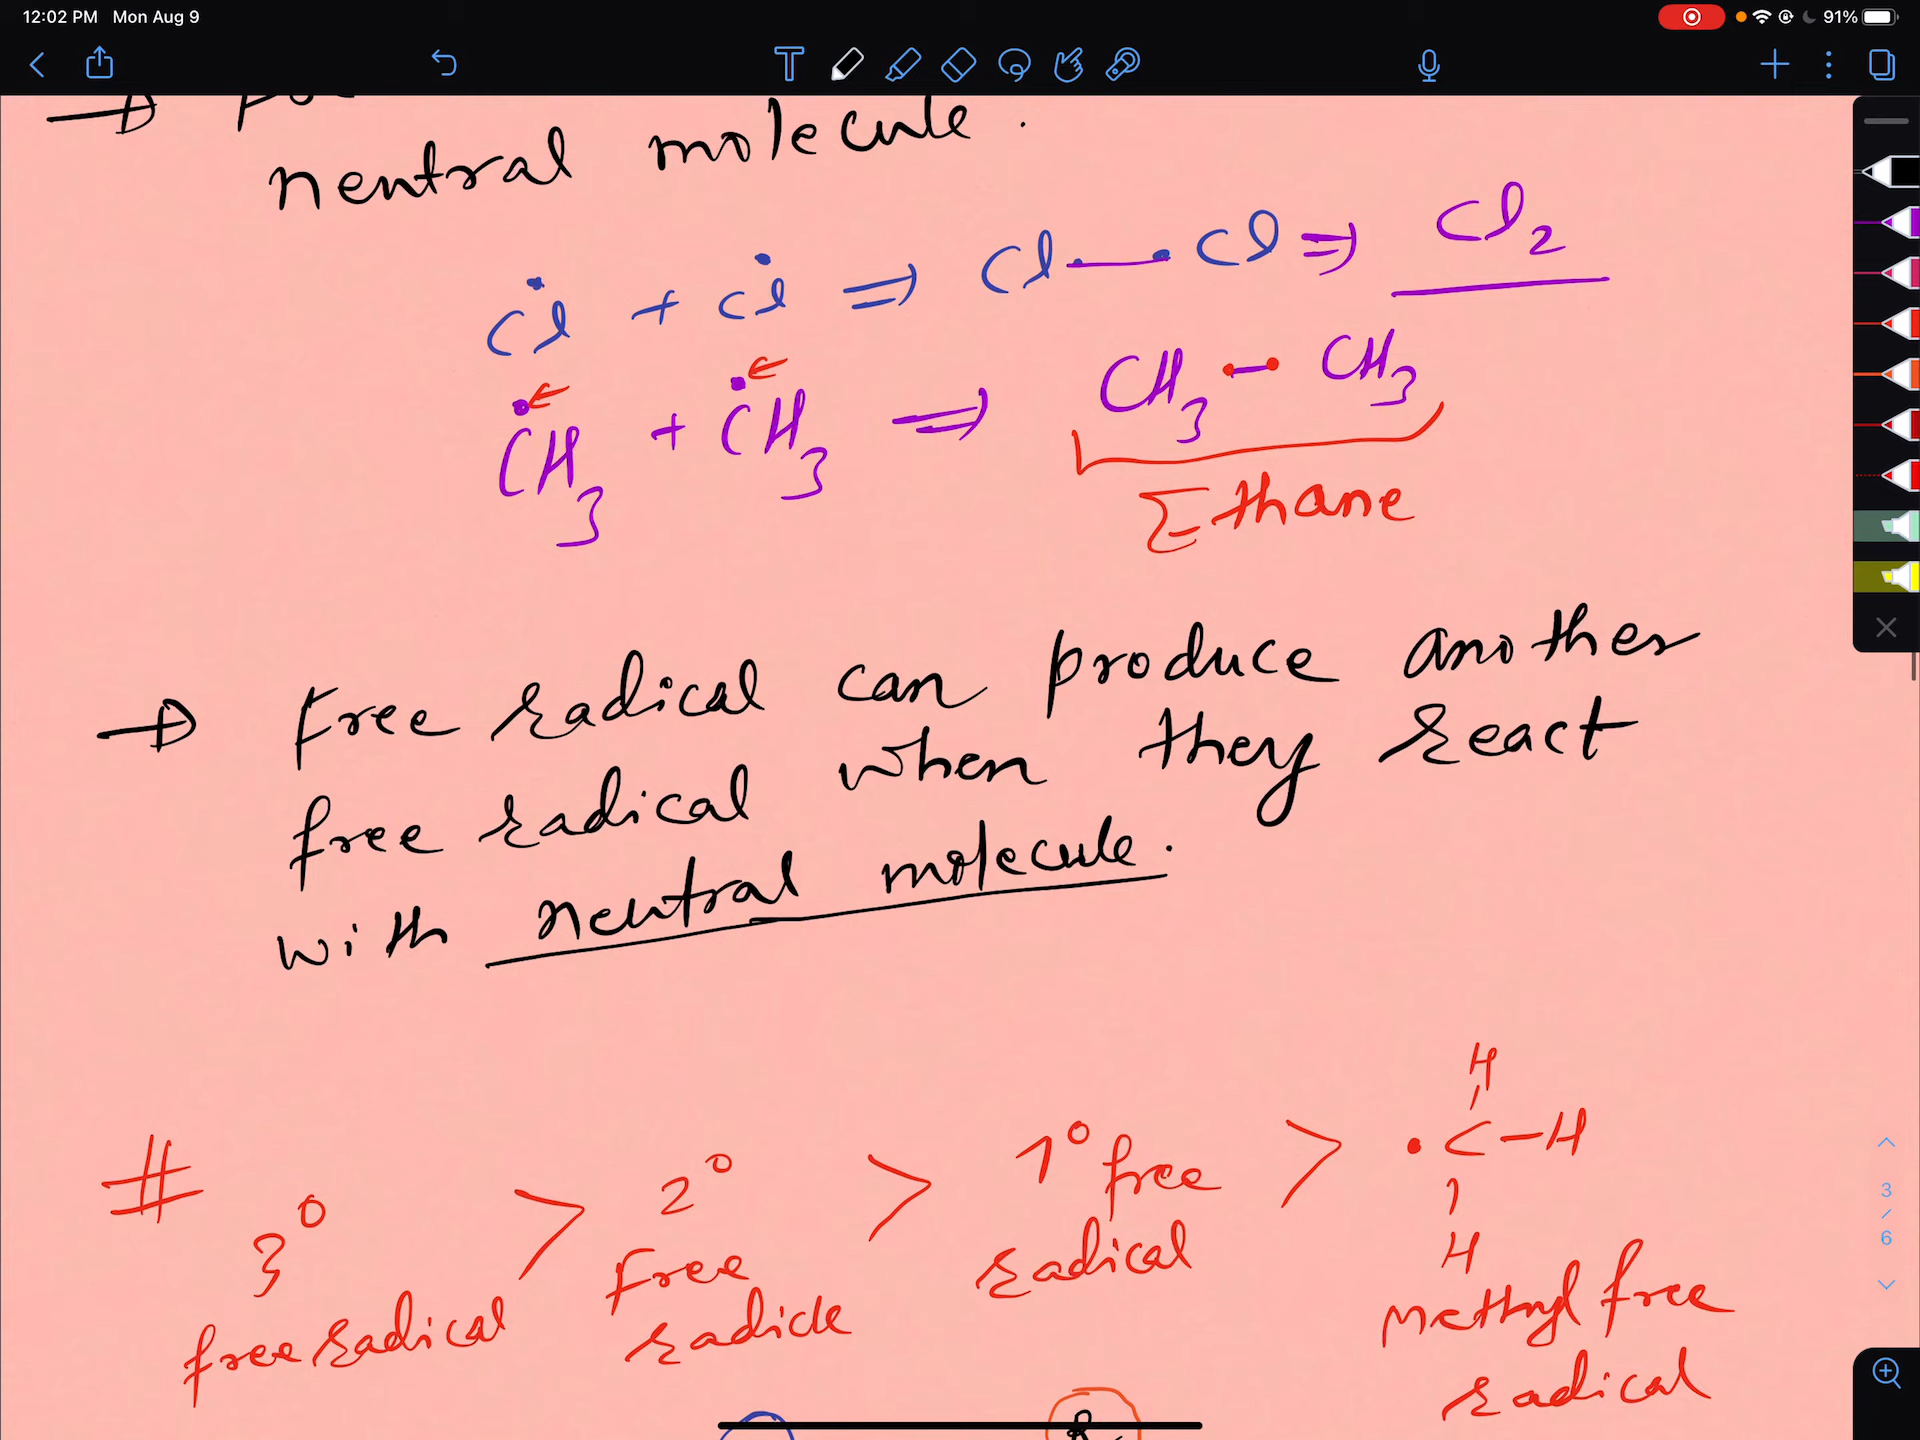 12:02 PM Mon Aug 9
91%
neutral molecule.
Cl + Cl ⇒ Cl — Cl ⇒ Cl2
CH3 + CH3 ⇒ CH3 - CH3
Ethane
→ Free radical can produce another
free radical when they react
with neutral molecule.
# 3° > 2° > 1° free > • C - H
H
H
free radical
Free
radicle
radical
Methyl free
radical
3
/
6
R